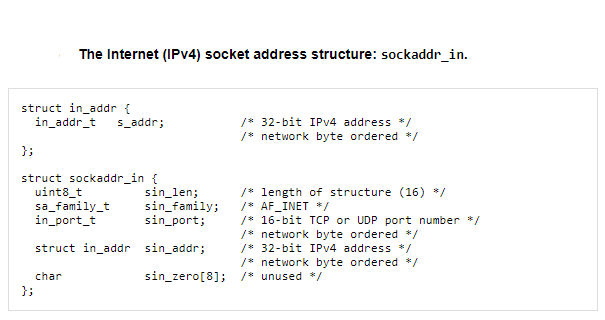 The Internet (IPv4) socket address structure: sockaddr_in.
struct in_addr {
  in_addr_t   s_addr;           /* 32-bit IPv4 address */
                                /* network byte ordered */
};
struct sockaddr_in {
  uint8_t         sin_len;      /* length of structure (16) */
  sa_family_t     sin_family;   /* AF_INET */
  in_port_t       sin_port;     /* 16-bit TCP or UDP port number */
                                /* network byte ordered */
  struct in_addr  sin_addr;     /* 32-bit IPv4 address */
                                /* network byte ordered */
  char            sin_zero[8];  /* unused */
};